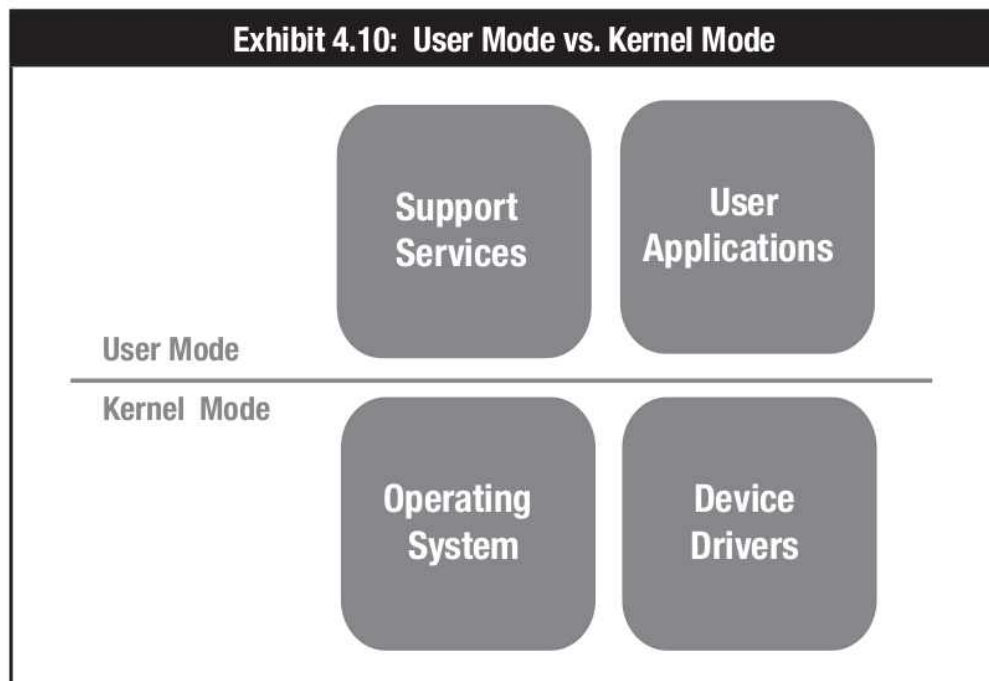 Exhibit 4.10: User Mode vs. Kernel Mode
Support
Services
User
Applications
User Mode
Kernel Mode
Operating
System
Device
Drivers